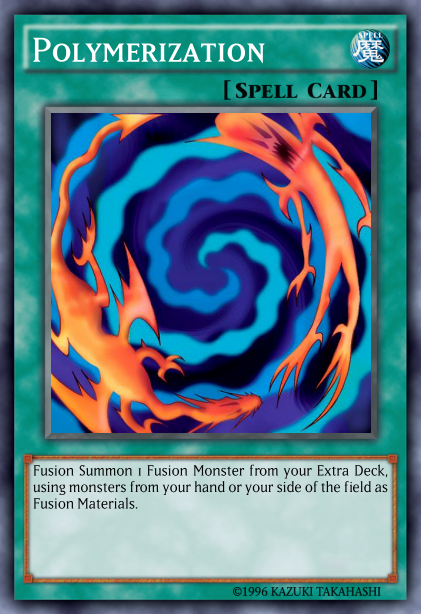 POLYMERIZATION
SPELL
魔
[SPELL CARD]
Fusion Summon 1 Fusion Monster from your Extra Deck,
using monsters from your hand or your side of the field as
Fusion Materials.
©1996 KAZUKI TAKAHASHI